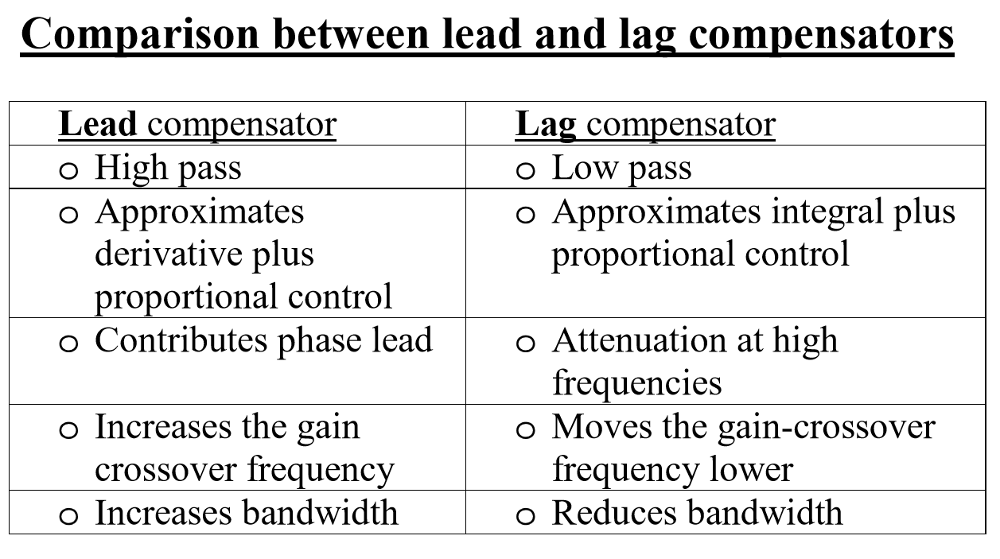 Comparison between lead and lag compensators
Lead compensator
Lag compensator
o High pass
o Low pass
o Approximates
derivative plus
proportional control
o Approximates integral plus
proportional control
o Contributes phase lead
o Attenuation at high
frequencies
o Increases the gain
crossover frequency
o Moves the gain-crossover
frequency lower
o Increases bandwidth
o Reduces bandwidth